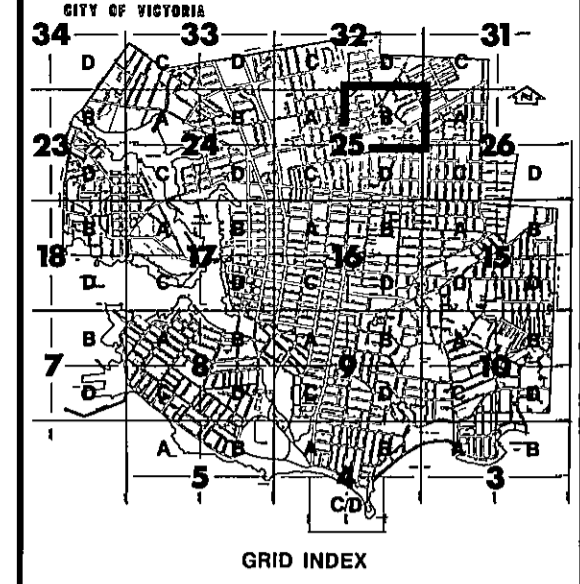 CITY OF VICTORIA
34 33 32 31
D C D C D C
N
B A B A B A
23 24 25 26
D C D C D C D
B A B A B A B
18 17 16 15
D C D C D C D
B A B A B A B
7 8 9 10
D C D C D C D
A B A B A B
5 4 3
C/D
GRID INDEX